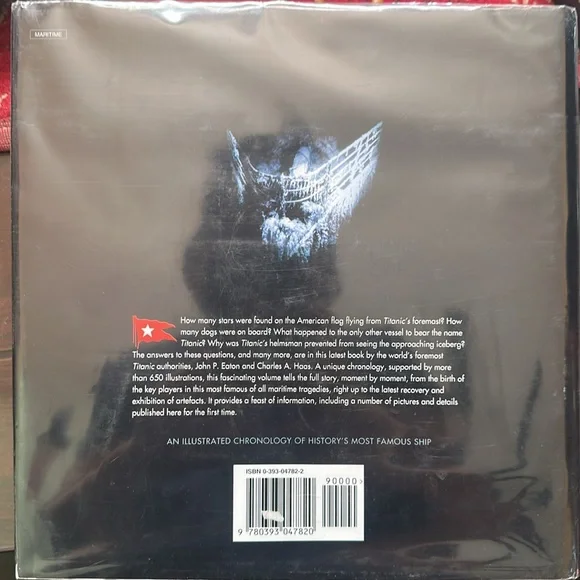 MARITIME
How many stars were found on the American flag flying from Titanic's foremast? How
many dogs were on board? What happened to the only other vessel to bear the name
Titanic? Why was Titanic's helmsman prevented from seeing the approaching iceberg?
The answers to these questions, and many more, are in this latest book by the world's foremost
Titanic authorities, John P. Eaton and Charles A. Haas. A unique chronology, supported by more
than 650 illustrations, this fascinating volume tells the full story, moment by moment, from the birth of
the key players in this most famous of all maritime tragedies, right up to the latest recovery and
exhibition of artefacts. It provides a feast of information, including a number of pictures and details
published here for the first time.
AN ILLUSTRATED CHRONOLOGY OF HISTORY'S MOST FAMOUS SHIP
ISBN 0-393-04782-2
90000>
9 780393 047820